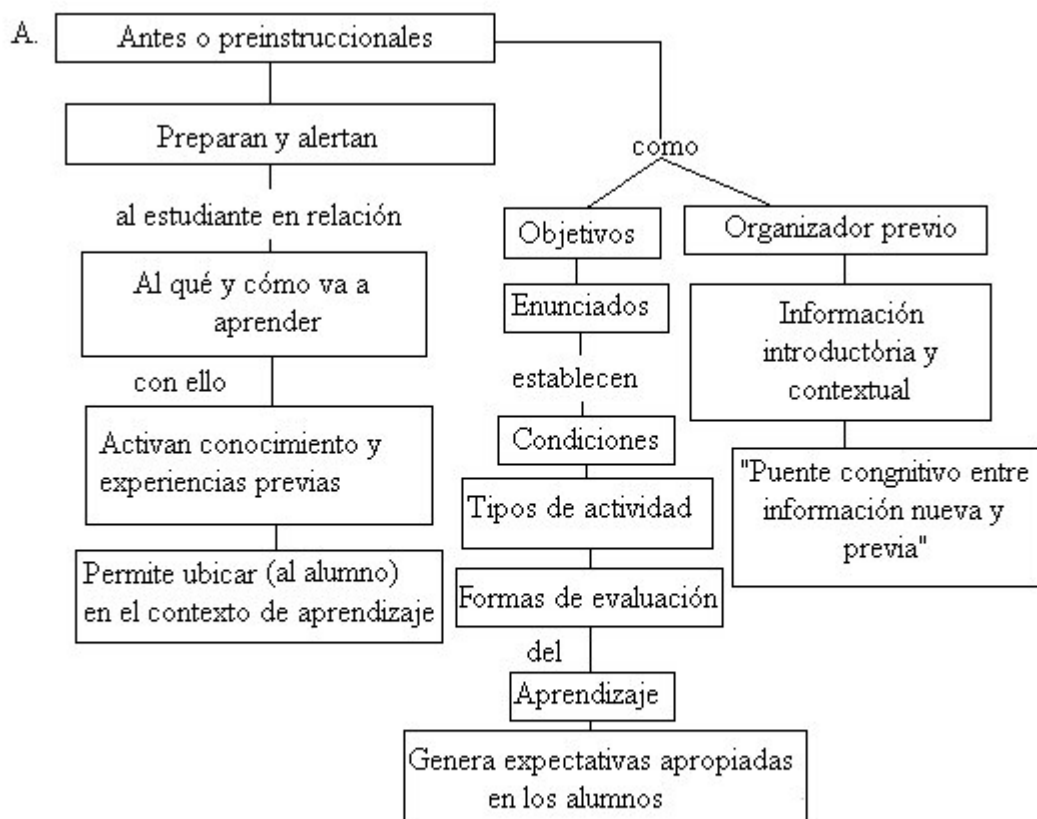 A.
Antes o preinstruccionales
Preparan y alertan
al estudiante en relación
Al qué y cómo va a
aprender
con ello
Activan conocimiento y
experiencias previas
Permite ubicar (al alumno)
en el contexto de aprendizaje
como
Objetivos
Enunciados
establecen
Condiciones
Tipos de actividad
Formas de evaluación
del
Aprendizaje
Genera expectativas apropiadas
en los alumnos
Organizador previo
Información
introductòria y
contextual
"Puente congnitivo entre
información nueva y
previa"